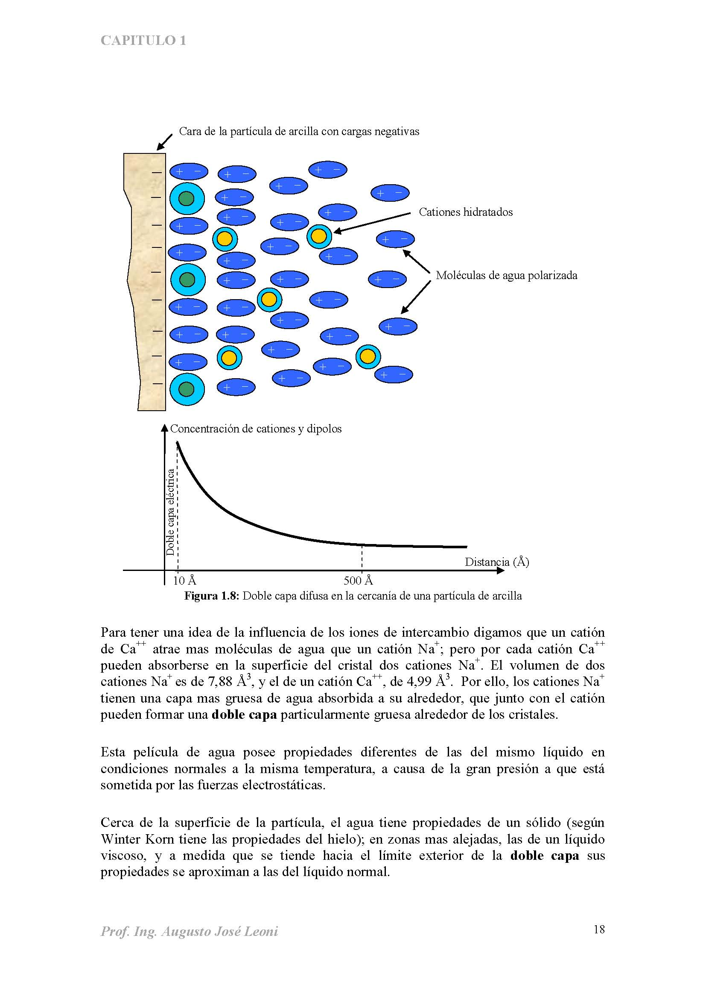 CAPITULO 1
Cara de la partícula de arcilla con cargas negativas
Cationes hidratados
Moléculas de agua polarizada
Concentración de cationes y dipolos
Doble capa eléctrica
Distancia (Å)
10 Å
500 Å
Figura 1.8: Doble capa difusa en la cercanía de una partícula de arcilla
Para tener una idea de la influencia de los iones de intercambio digamos que un catión
de Ca⁺⁺ atrae mas moléculas de agua que un catión Na⁺; pero por cada catión Ca⁺⁺
pueden absorberse en la superficie del cristal dos cationes Na⁺. El volumen de dos
cationes Na⁺ es de 7,88 Å³, y el de un catión Ca⁺⁺, de 4,99 Å³. Por ello, los cationes Na⁺
tienen una capa mas gruesa de agua absorbida a su alrededor, que junto con el catión
pueden formar una doble capa particularmente gruesa alrededor de los cristales.
Esta película de agua posee propiedades diferentes de las del mismo líquido en
condiciones normales a la misma temperatura, a causa de la gran presión a que está
sometida por las fuerzas electrostáticas.
Cerca de la superficie de la partícula, el agua tiene propiedades de un sólido (según
Winter Korn tiene las propiedades del hielo); en zonas mas alejadas, las de un líquido
viscoso, y a medida que se tiende hacia el límite exterior de la doble capa sus
propiedades se aproximan a las del líquido normal.
Prof. Ing. Augusto José Leoni
18